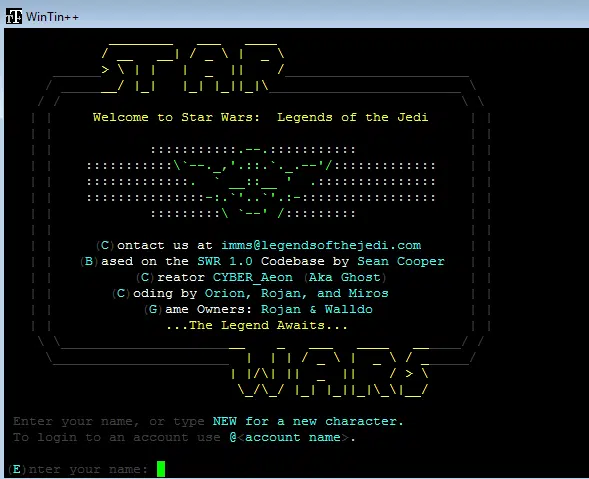 WinTin++
STAR
Welcome to Star Wars: Legends of the Jedi
(C)ontact us at imms@legendsofthejedi.com
(B)ased on the SWR 1.0 Codebase by Sean Cooper
(C)reator CYBER_Aeon (Aka Ghost)
(C)oding by Orion, Rojan, and Miros
(G)ame Owners: Rojan & Walldo
...The Legend Awaits...
WARS
Enter your name, or type NEW for a new character.
To login to an account use @<account name>.
(E)nter your name: